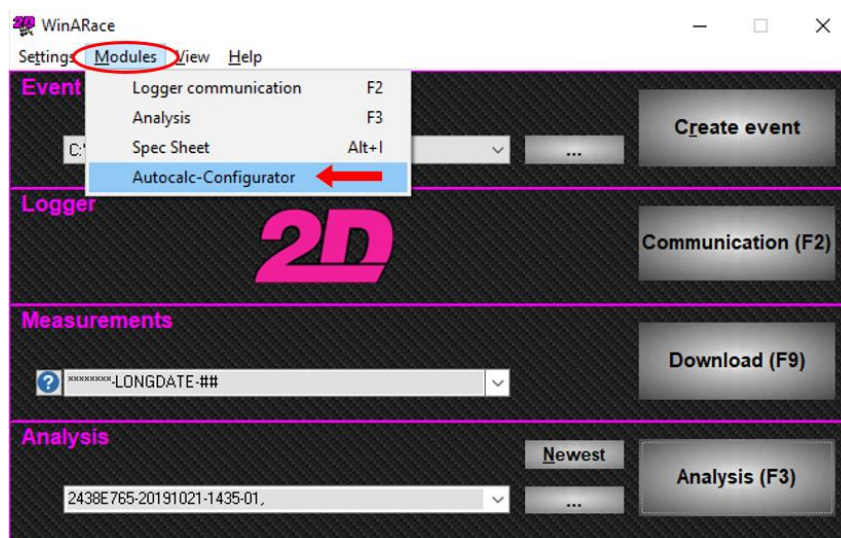 2D WinARace
Settings Modules View Help
Event
Logger communication F2
Analysis F3
Spec Sheet Alt+I
Autocalc-Configurator
C:\
...
Create event
Logger
2D
Communication (F2)
Measurements
********-LONGDATE-##
Download (F9)
Analysis
Newest
2438E765-20191021-1435-01,
...
Analysis (F3)